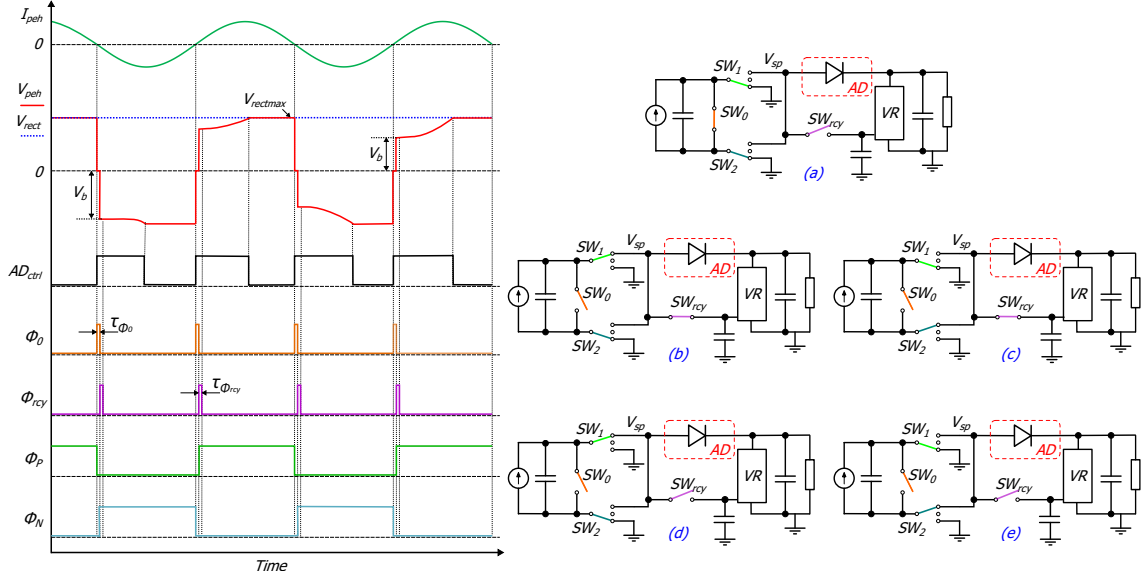 I_peh
0
V_peh
V_rect
V_rectmax
V_b
0
V_b
AD_ctrl
Φ_0
τ_Φ0
Φ_rcy
τ_Φrcy
Φ_P
Φ_N
Time
SW_1
V_sp
AD
SW_0
SW_rcy
VR
SW_2
(a)
SW_1
V_sp
AD
SW_0
SW_rcy
VR
SW_2
(b)
SW_1
V_sp
AD
SW_0
SW_rcy
VR
SW_2
(c)
SW_1
V_sp
AD
SW_0
SW_rcy
VR
SW_2
(d)
SW_1
V_sp
AD
SW_0
SW_rcy
VR
SW_2
(e)